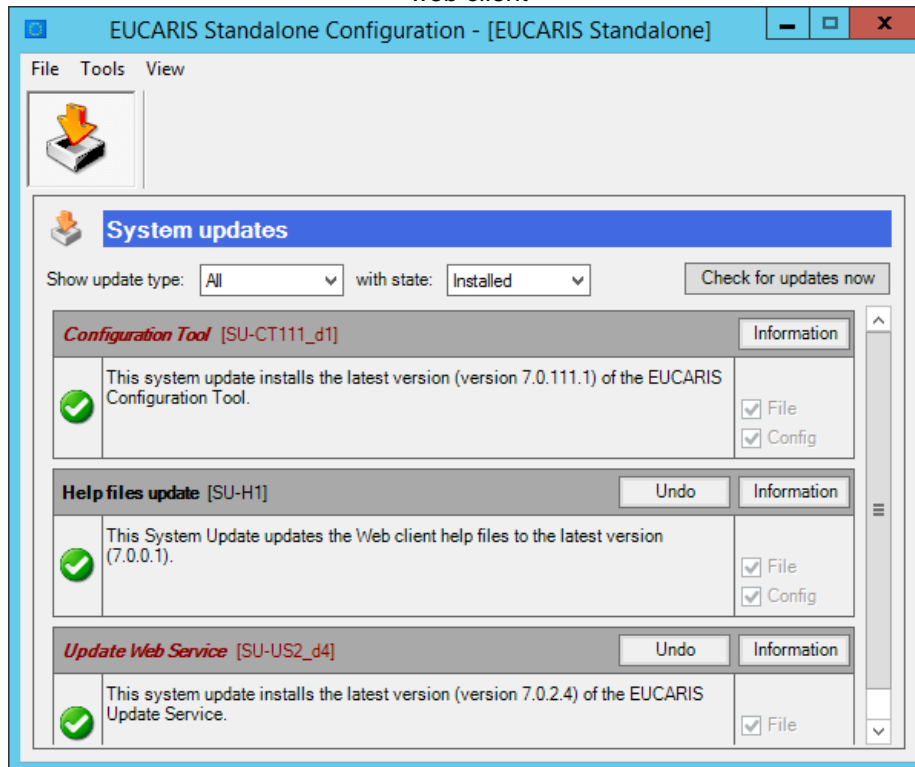 web client
EUCARIS Standalone Configuration - [EUCARIS Standalone]
File Tools View
System updates
Show update type: All with state: Installed Check for updates now
Configuration Tool [SU-CT111_d1] Information
This system update installs the latest version (version 7.0.111.1) of the EUCARIS
Configuration Tool.
File
Config
Help files update [SU-H1] Undo Information
This System Update updates the Web client help files to the latest version
(7.0.0.1).
File
Config
Update Web Service [SU-US2_d4] Undo Information
This system update installs the latest version (version 7.0.2.4) of the EUCARIS
Update Service.
File